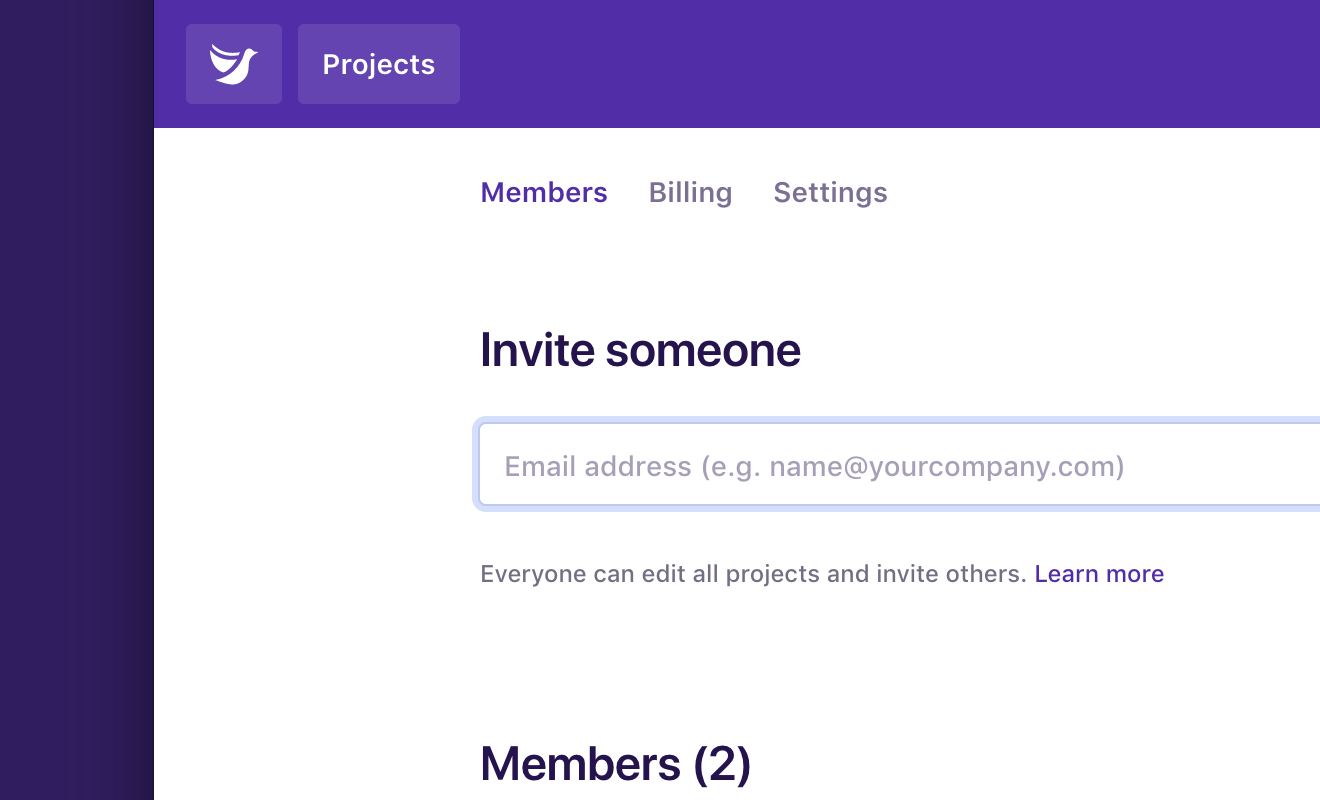 Projects
Members Billing Settings
Invite someone
Email address (e.g. name@yourcompany.com)
Everyone can edit all projects and invite others. Learn more
Members (2)